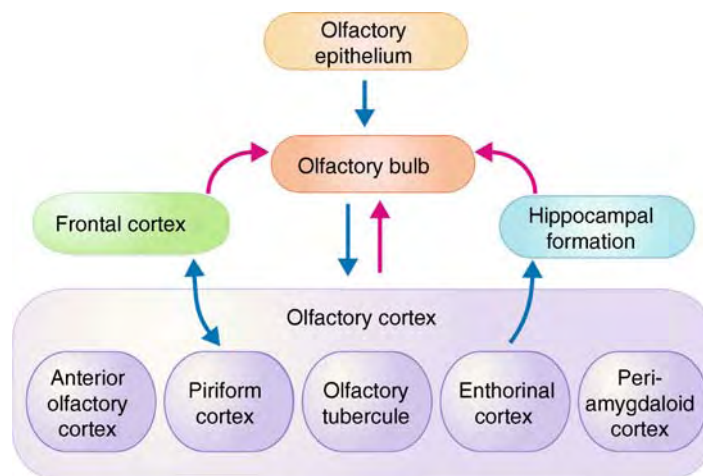 Olfactory
epithelium
Olfactory bulb
Frontal cortex
Hippocampal
formation
Olfactory cortex
Anterior
olfactory
cortex
Piriform
cortex
Olfactory
tubercule
Enthorinal
cortex
Peri-
amygdaloid
cortex